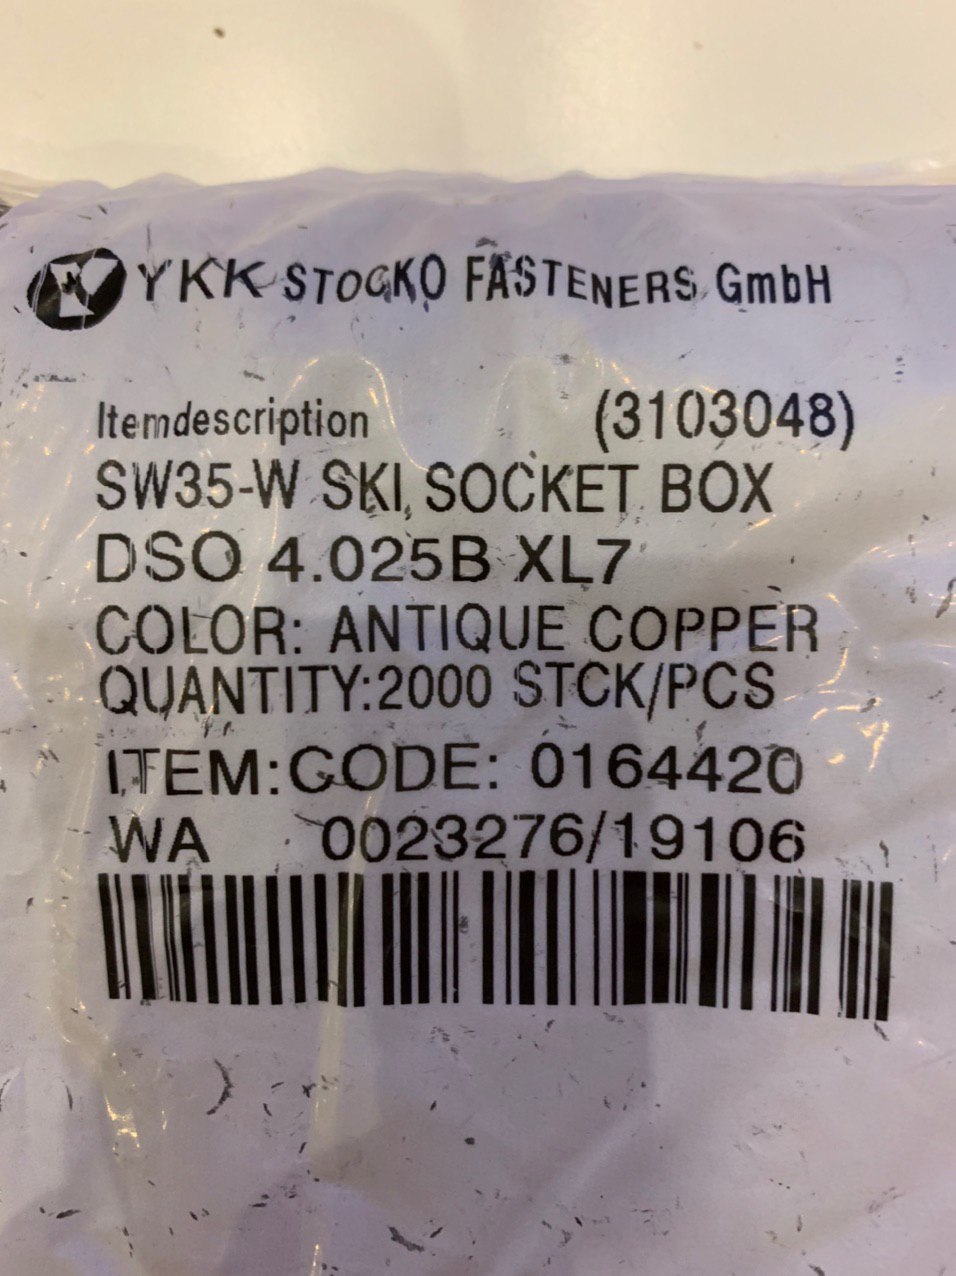 YKK STOCKO FASTENERS GmbH
Itemdescription (3103048)
SW35-W SKI SOCKET BOX
DSO 4.025B XL7
COLOR: ANTIQUE COPPER
QUANTITY:2000 STCK/PCS
ITEM:CODE: 0164420
WA 0023276/19106